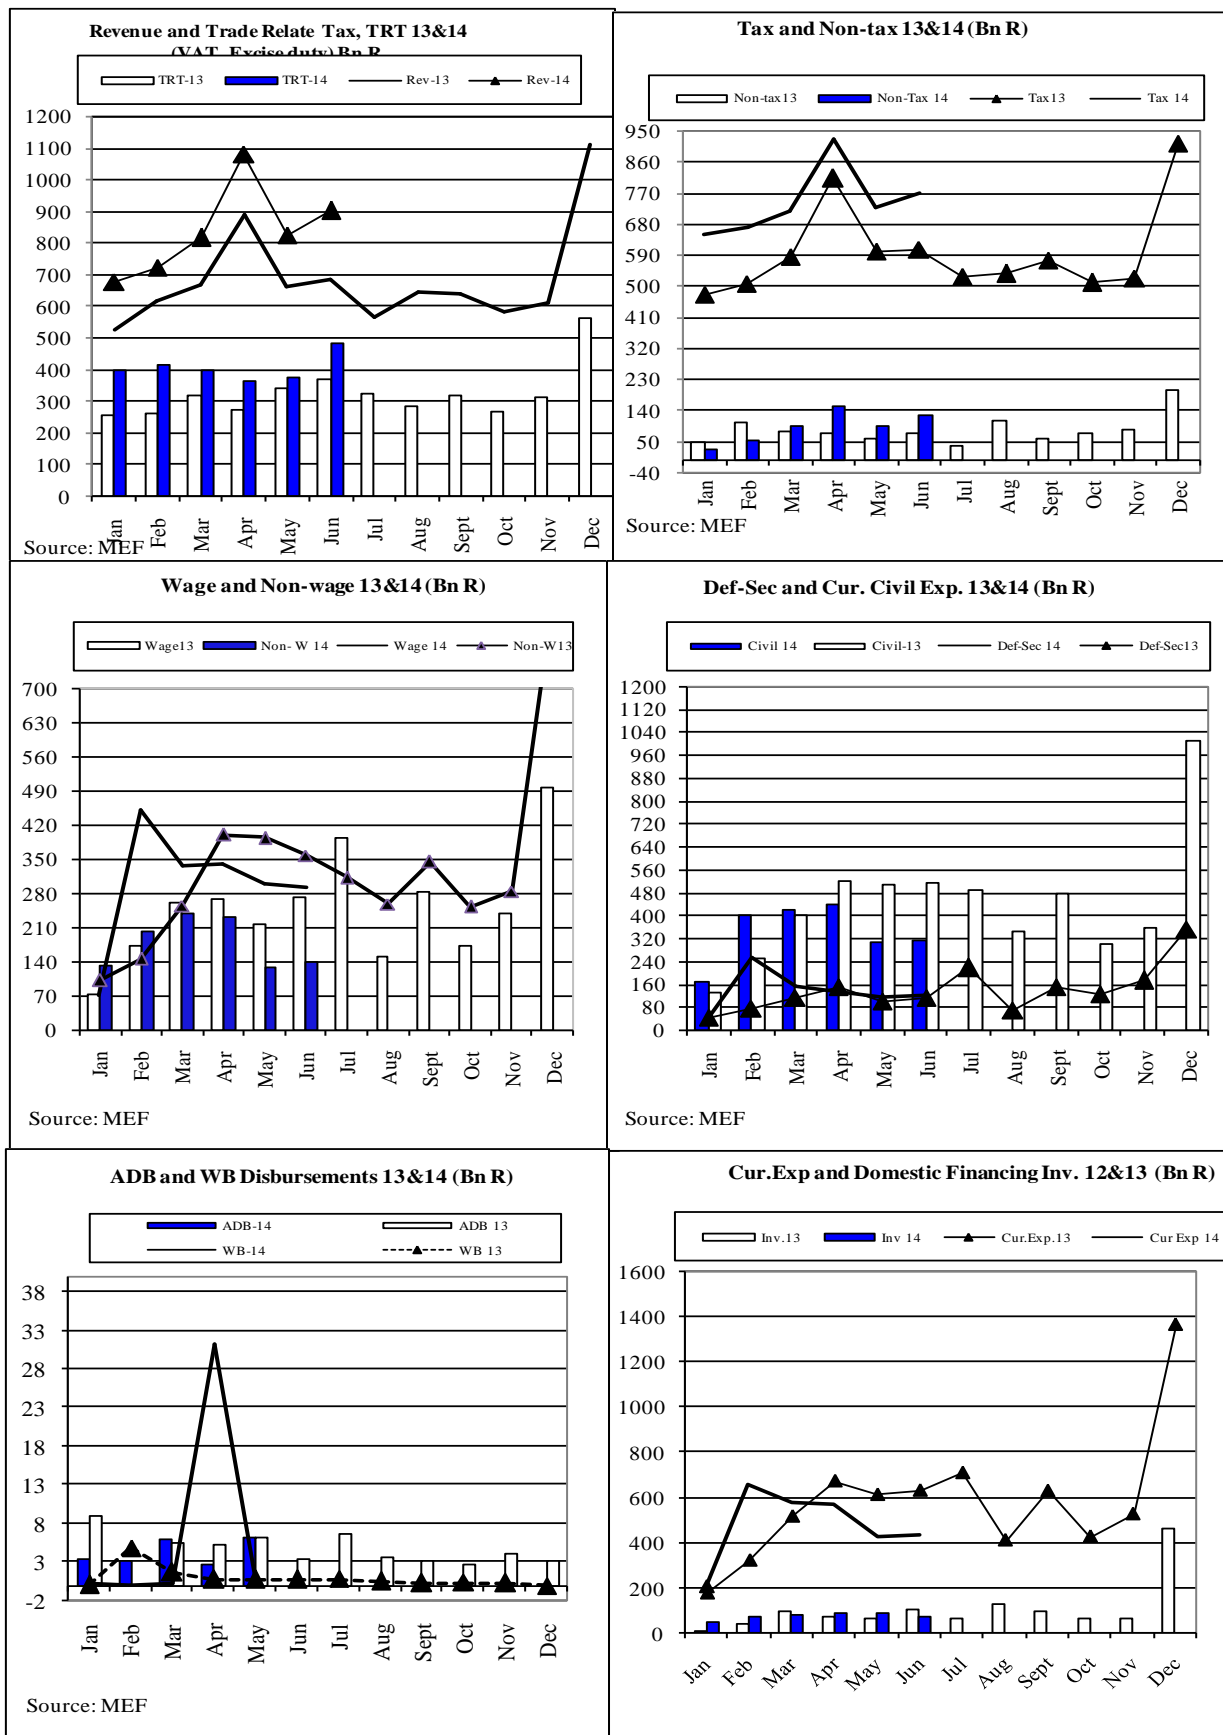 Revenue and Trade Relate Tax, TRT 13&14
(VAT, Excise duty) Bn R
TRT-13 TRT-14 Rev-13 Rev-14
1200
1100
1000
900
800
700
600
500
400
300
200
100
0
Jan Feb Mar Apr May Jun Jul Aug Sept Oct Nov Dec
Source: MEF
Tax and Non-tax 13&14 (Bn R)
Non-tax13 Non-Tax 14 Tax13 Tax 14
950
860
770
680
590
500
410
320
230
140
50
-40
Jan Feb Mar Apr May Jun Jul Aug Sept Oct Nov Dec
Source: MEF
Wage and Non-wage 13&14 (Bn R)
Wage13 Non- W 14 Wage 14 Non-W13
700
630
560
490
420
350
280
210
140
70
0
Jan Feb Mar Apr May Jun Jul Aug Sept Oct Nov Dec
Source: MEF
Def-Sec and Cur. Civil Exp. 13&14 (Bn R)
Civil 14 Civil-13 Def-Sec 14 Def-Sec13
1200
1120
1040
960
880
800
720
640
560
480
400
320
240
160
80
0
Jan Feb Mar Apr May Jun Jul Aug Sept Oct Nov Dec
Source: MEF
ADB and WB Disbursements 13&14 (Bn R)
ADB-14 ADB 13
WB-14 WB 13
38
33
28
23
18
13
8
3
-2
Jan Feb Mar Apr May Jun Jul Aug Sept Oct Nov Dec
Source: MEF
Cur.Exp and Domestic Financing Inv. 12&13 (Bn R)
Inv.13 Inv 14 Cur.Exp.13 Cur Exp 14
1600
1400
1200
1000
800
600
400
200
0
Jan Feb Mar Apr May Jun Jul Aug Sept Oct Nov Dec